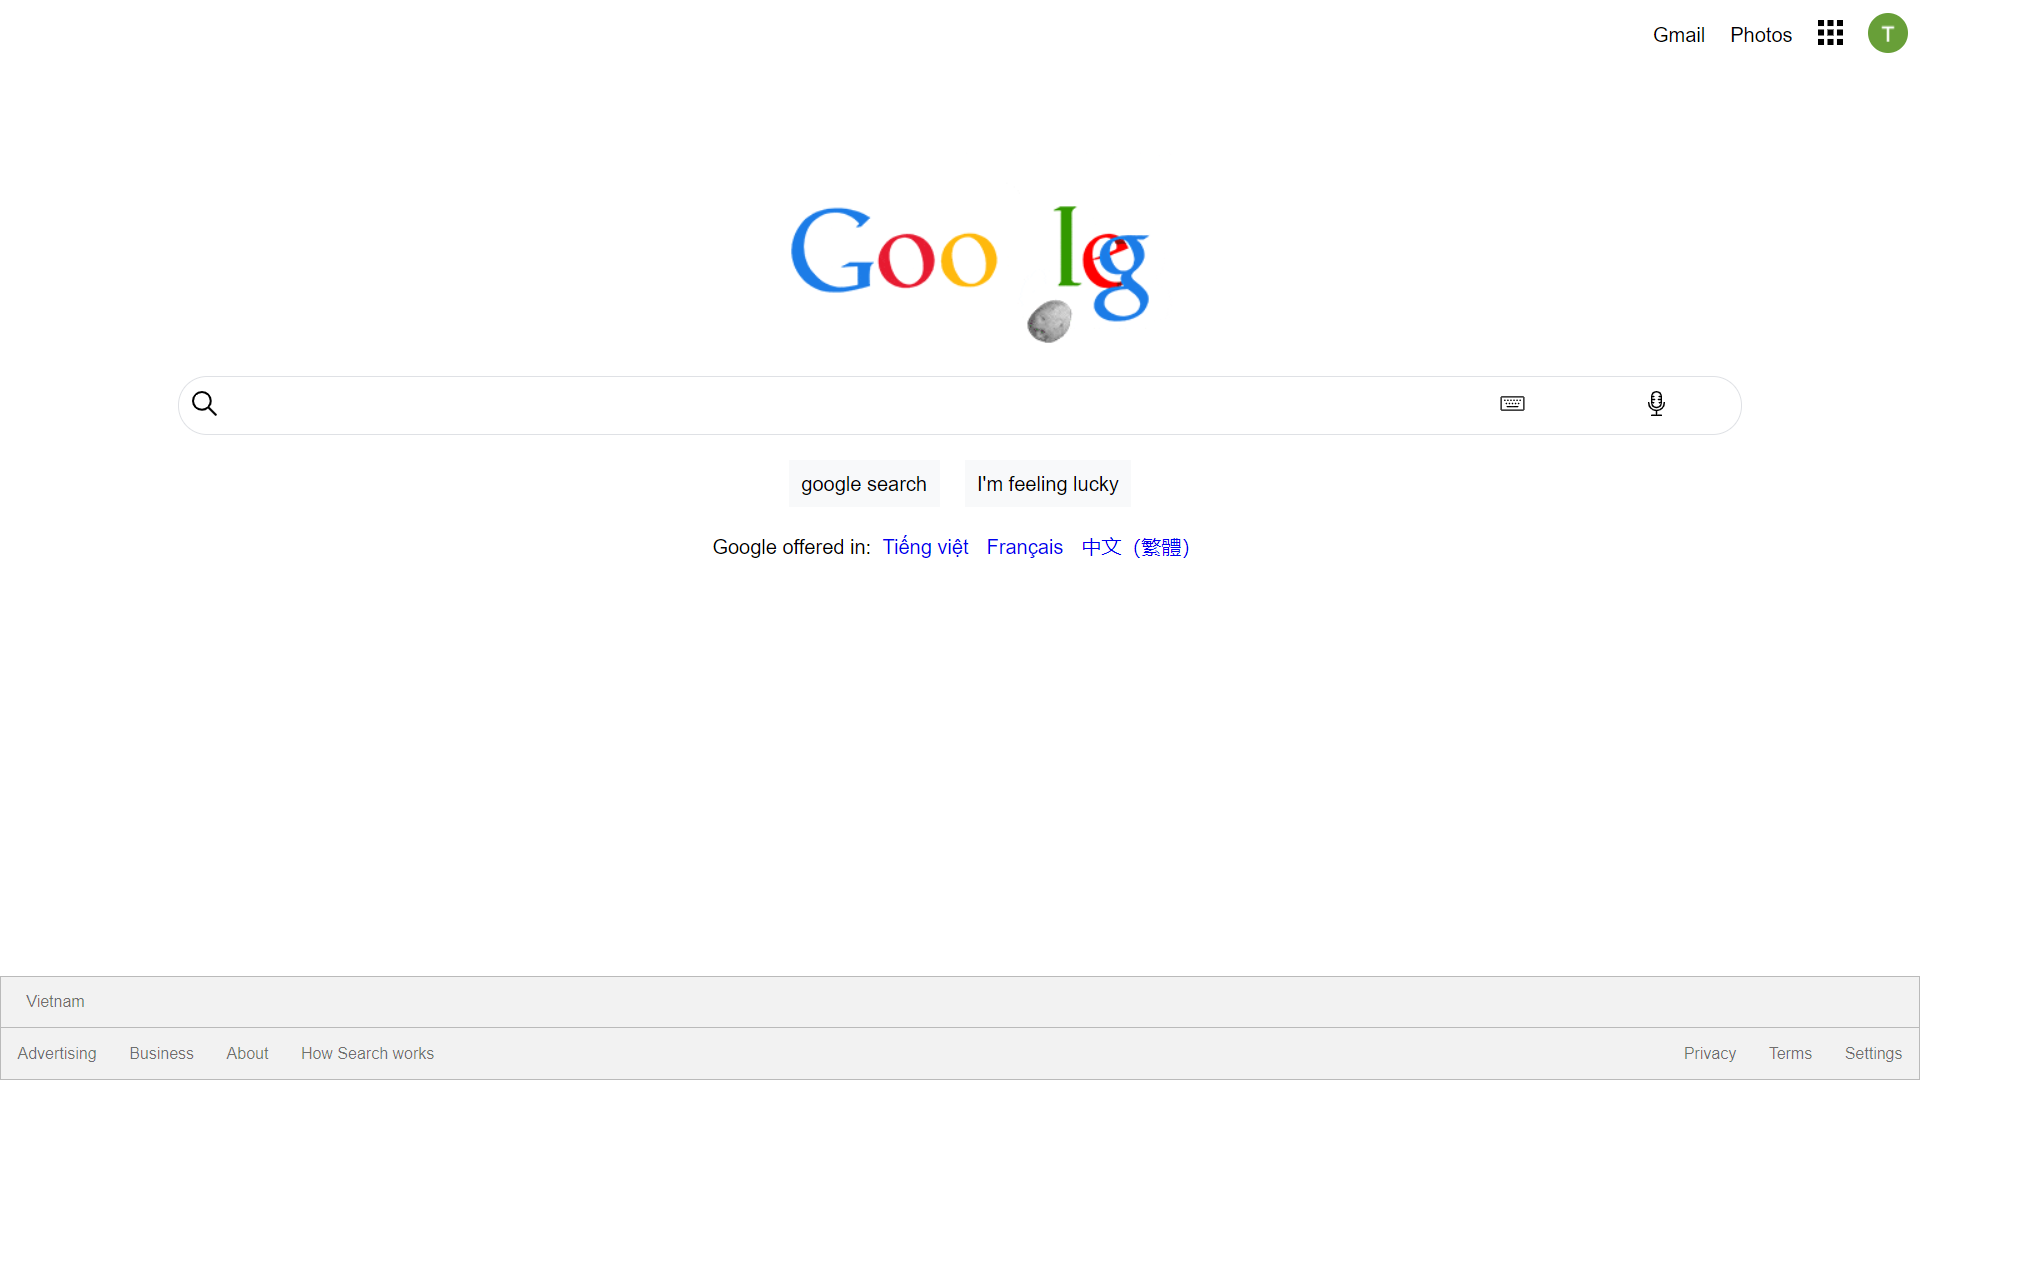 Gmail Photos T
Goo leg
google search I'm feeling lucky
Google offered in: Tiếng việt Français 中文（繁體）
Vietnam
Advertising Business About How Search works Privacy Terms Settings